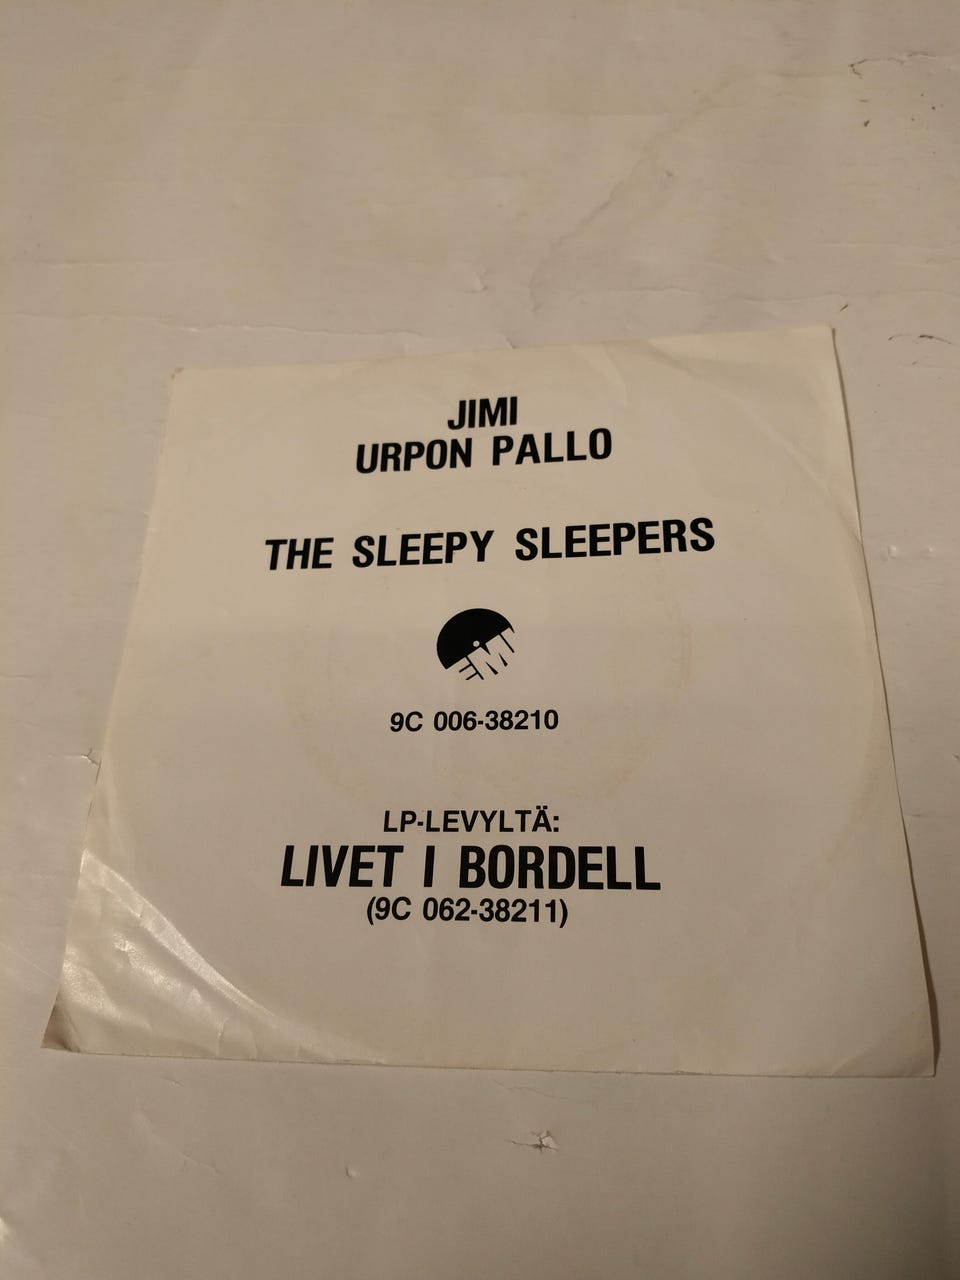 JIMI
URPON PALLO
THE SLEEPY SLEEPERS
EMI
9C 006-38210
LP-LEVYLTÄ:
LIVET I BORDELL
(9C 062-38211)